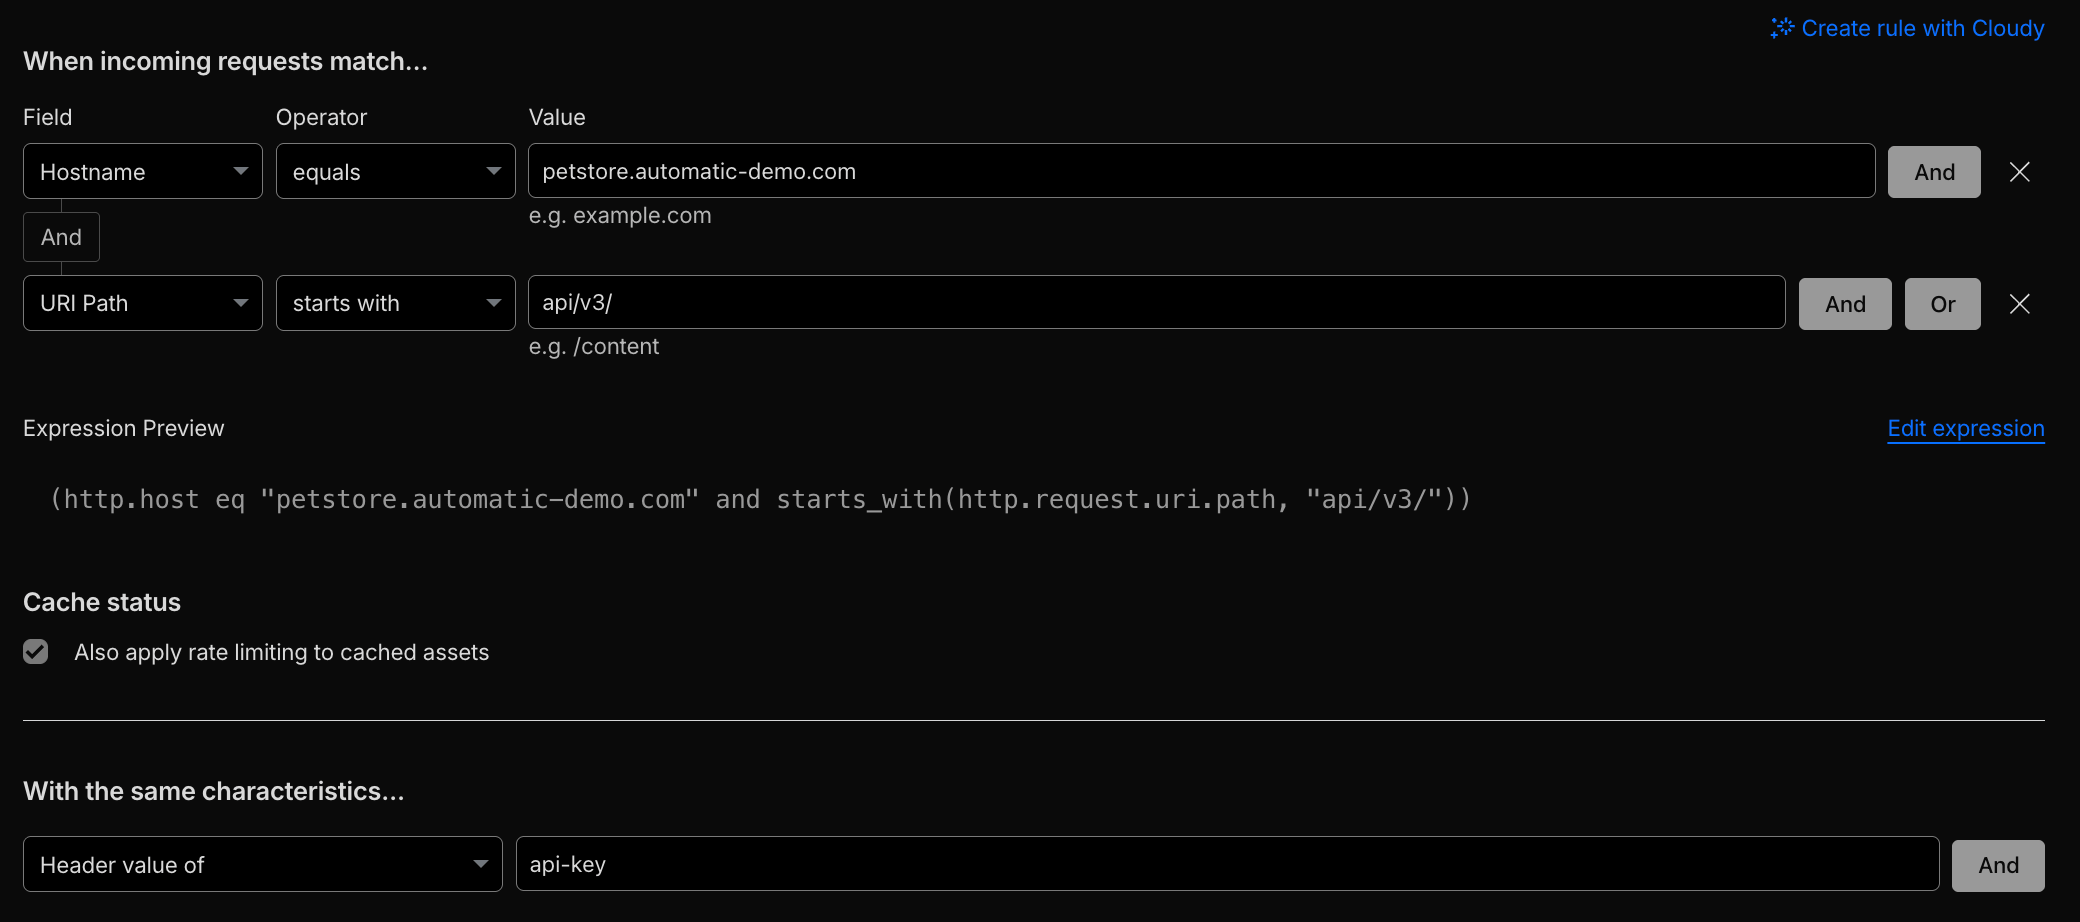 Create rule with Cloudy
When incoming requests match...
Field Operator Value
Hostname equals petstore.automatic-demo.com And
e.g. example.com
And
URI Path starts with api/v3/ And Or
e.g. /content
Expression Preview Edit expression
(http.host eq "petstore.automatic-demo.com" and starts_with(http.request.uri.path, "api/v3/"))
Cache status
Also apply rate limiting to cached assets
With the same characteristics...
Header value of api-key And